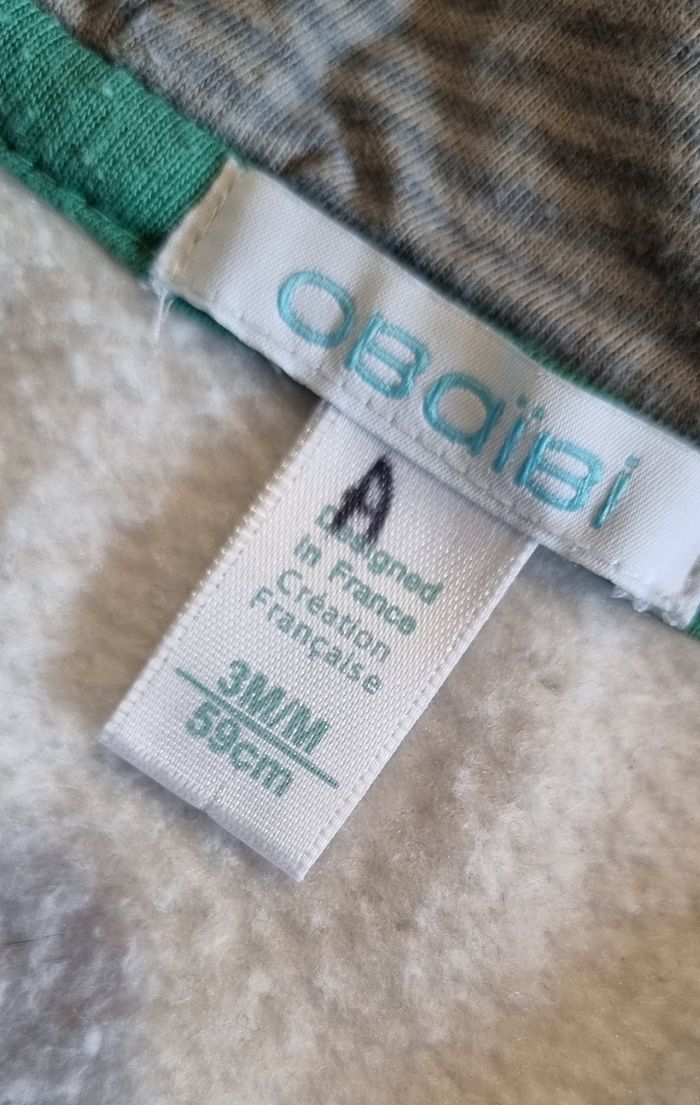 OBaïBi
A
Designed
In France
Création
Française
3M/M
59cm